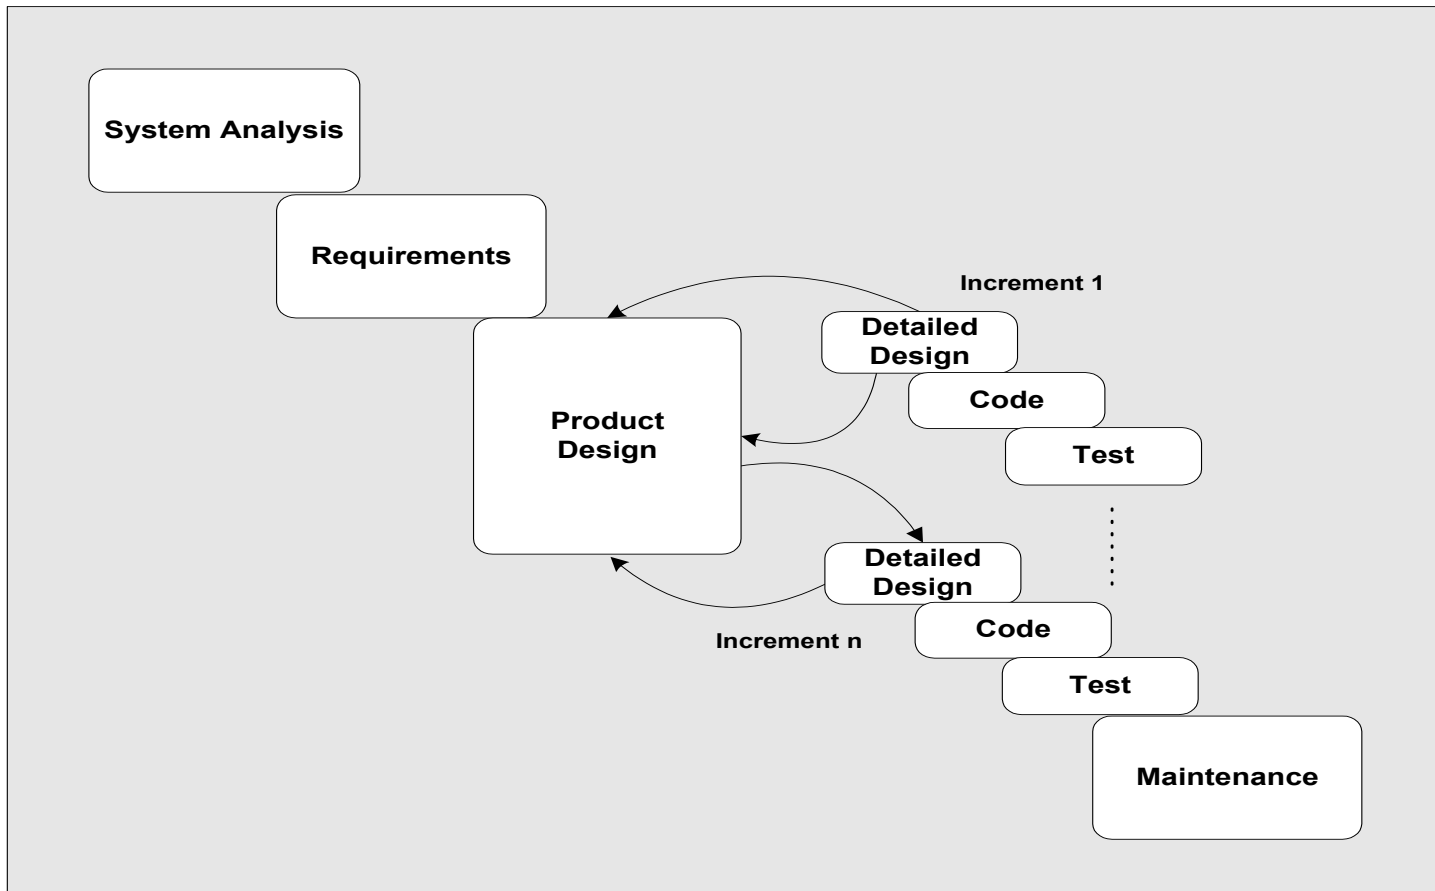 System Analysis
Requirements
Increment 1
Detailed
Design
Code
Product
Design
Test
Detailed
Design
Code
Increment n
Test
Maintenance